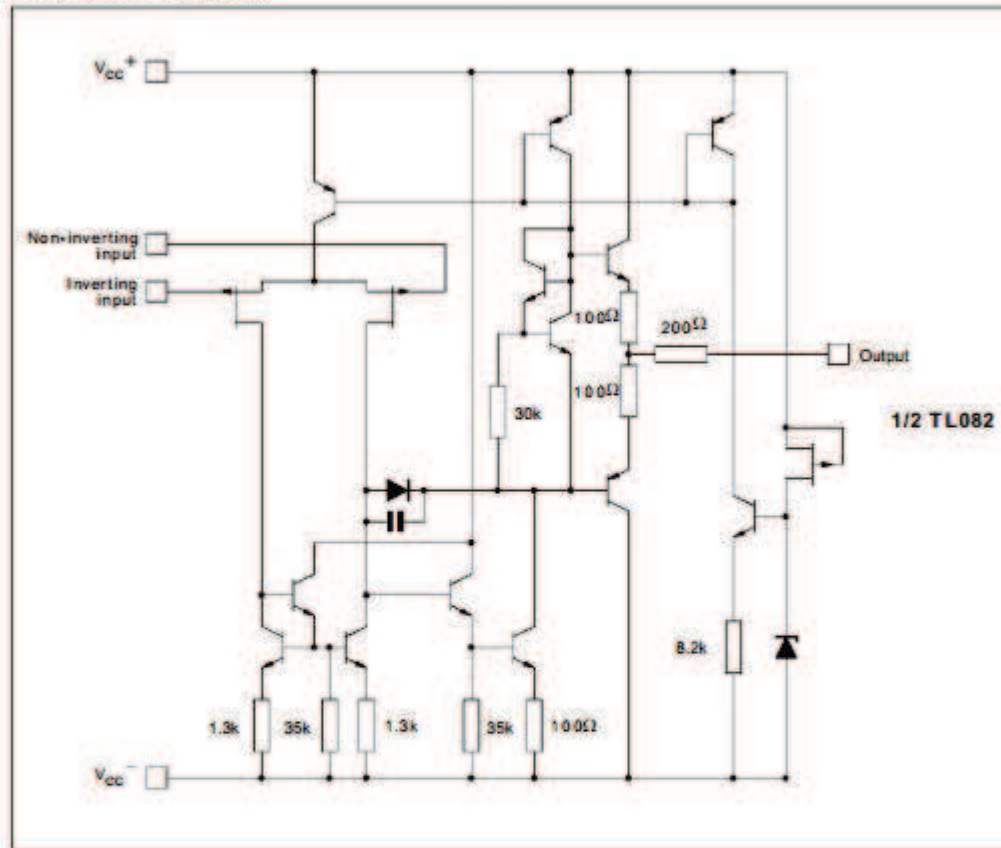 Vcc+
Non-inverting
input
Inverting
input
100Ω
200Ω
Output
100Ω
30k
1/2 TL082
8.2k
1.3k
35k
1.3k
35k
100Ω
Vcc−